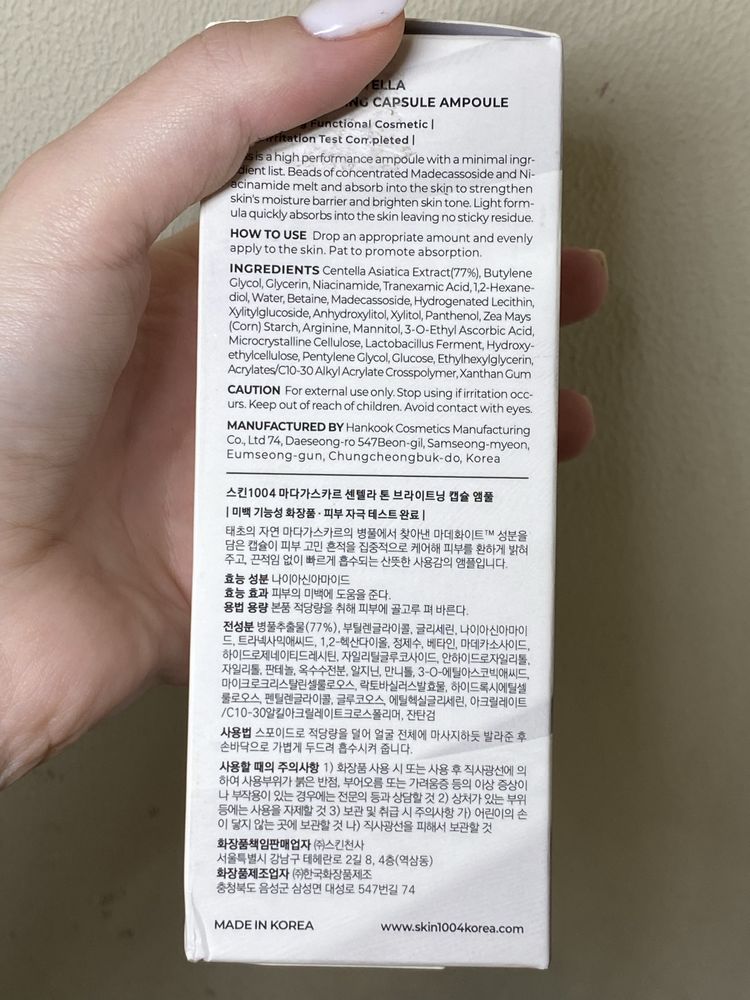 CAPSULE AMPOULE
Functional Cosmetic |
Irritation Test Completed |
is a high performance ampoule with a minimal ingr-
edient list. Beads of concentrated Madecassoside and Ni-
acinamide melt and absorb into the skin to strengthen
skin's moisture barrier and brighten skin tone. Light form-
ula quickly absorbs into the skin leaving no sticky residue.
HOW TO USE Drop an appropriate amount and evenly
apply to the skin. Pat to promote absorption.
INGREDIENTS Centella Asiatica Extract(77%), Butylene
Glycol, Glycerin, Niacinamide, Tranexamic Acid, 1,2-Hexane-
diol, Water, Betaine, Madecassoside, Hydrogenated Lecithin,
Xylitylglucoside, Anhydroxylitol, Xylitol, Panthenol, Zea Mays
(Corn) Starch, Arginine, Mannitol, 3-O-Ethyl Ascorbic Acid,
Microcrystalline Cellulose, Lactobacillus Ferment, Hydroxy-
ethylcellulose, Pentylene Glycol, Glucose, Ethylhexylglycerin,
Acrylates/C10-30 Alkyl Acrylate Crosspolymer, Xanthan Gum
CAUTION For external use only. Stop using if irritation occ-
urs. Keep out of reach of children. Avoid contact with eyes.
MANUFACTURED BY Hankook Cosmetics Manufacturing
Co., Ltd 74, Daeseong-ro 547Beon-gil, Samseong-myeon,
Eumseong-gun, Chungcheongbuk-do, Korea
스킨1004 마다가스카르 센텔라 톤 브라이트닝 캡슐 앰풀
| 미백 기능성 화장품 · 피부 자극 테스트 완료 |
태초의 자연 마다가스카르의 병풀에서 찾아낸 마데화이트™ 성분을
담은 캡슐이 피부 고민 흔적을 집중적으로 케어해 피부를 환하게 밝혀
주고, 끈적임 없이 빠르게 흡수되는 산뜻한 사용감의 앰플입니다.
효능 성분 나이아신아마이드
효능 효과 피부의 미백에 도움을 준다.
용법 용량 본품 적당량을 취해 피부에 골고루 펴 바른다.
전성분 병풀추출물(77%), 부틸렌글라이콜, 글리세린, 나이아신아마이
드, 트라넥사믹애씨드, 1,2-헥산다이올, 정제수, 베타인, 마데카소사이드,
하이드로제네이티드레시틴, 자일리틸글루코사이드, 안하이드로자일리톨,
자일리톨, 판테놀, 옥수수전분, 알지닌, 만니톨, 3-O-에틸아스코빅애씨드,
마이크로크리스탈린셀룰로오스, 락토바실러스발효물, 하이드록시에틸셀
룰로오스, 펜틸렌글라이콜, 글루코오스, 에틸헥실글리세린, 아크릴레이트
/C10-30알킬아크릴레이트크로스폴리머, 잔탄검
사용법 스포이드로 적당량을 덜어 얼굴 전체에 마사지하듯 발라준 후
손바닥으로 가볍게 두드려 흡수시켜 줍니다.
사용할 때의 주의사항 1) 화장품 사용 시 또는 사용 후 직사광선에 의
하여 사용부위가 붉은 반점, 부어오름 또는 가려움증 등의 이상 증상이
나 부작용이 있는 경우에는 전문의 등과 상담할 것 2) 상처가 있는 부위
등에는 사용을 자제할 것 3) 보관 및 취급 시 주의사항 가) 어린이의 손
이 닿지 않는 곳에 보관할 것 나) 직사광선을 피해서 보관할 것
화장품책임판매업자 ㈜스킨천사
서울특별시 강남구 테헤란로 2길 8, 4층(역삼동)
화장품제조업자 ㈜한국화장품제조
충청북도 음성군 삼성면 대성로 547번길 74
MADE IN KOREA www.skin1004korea.com